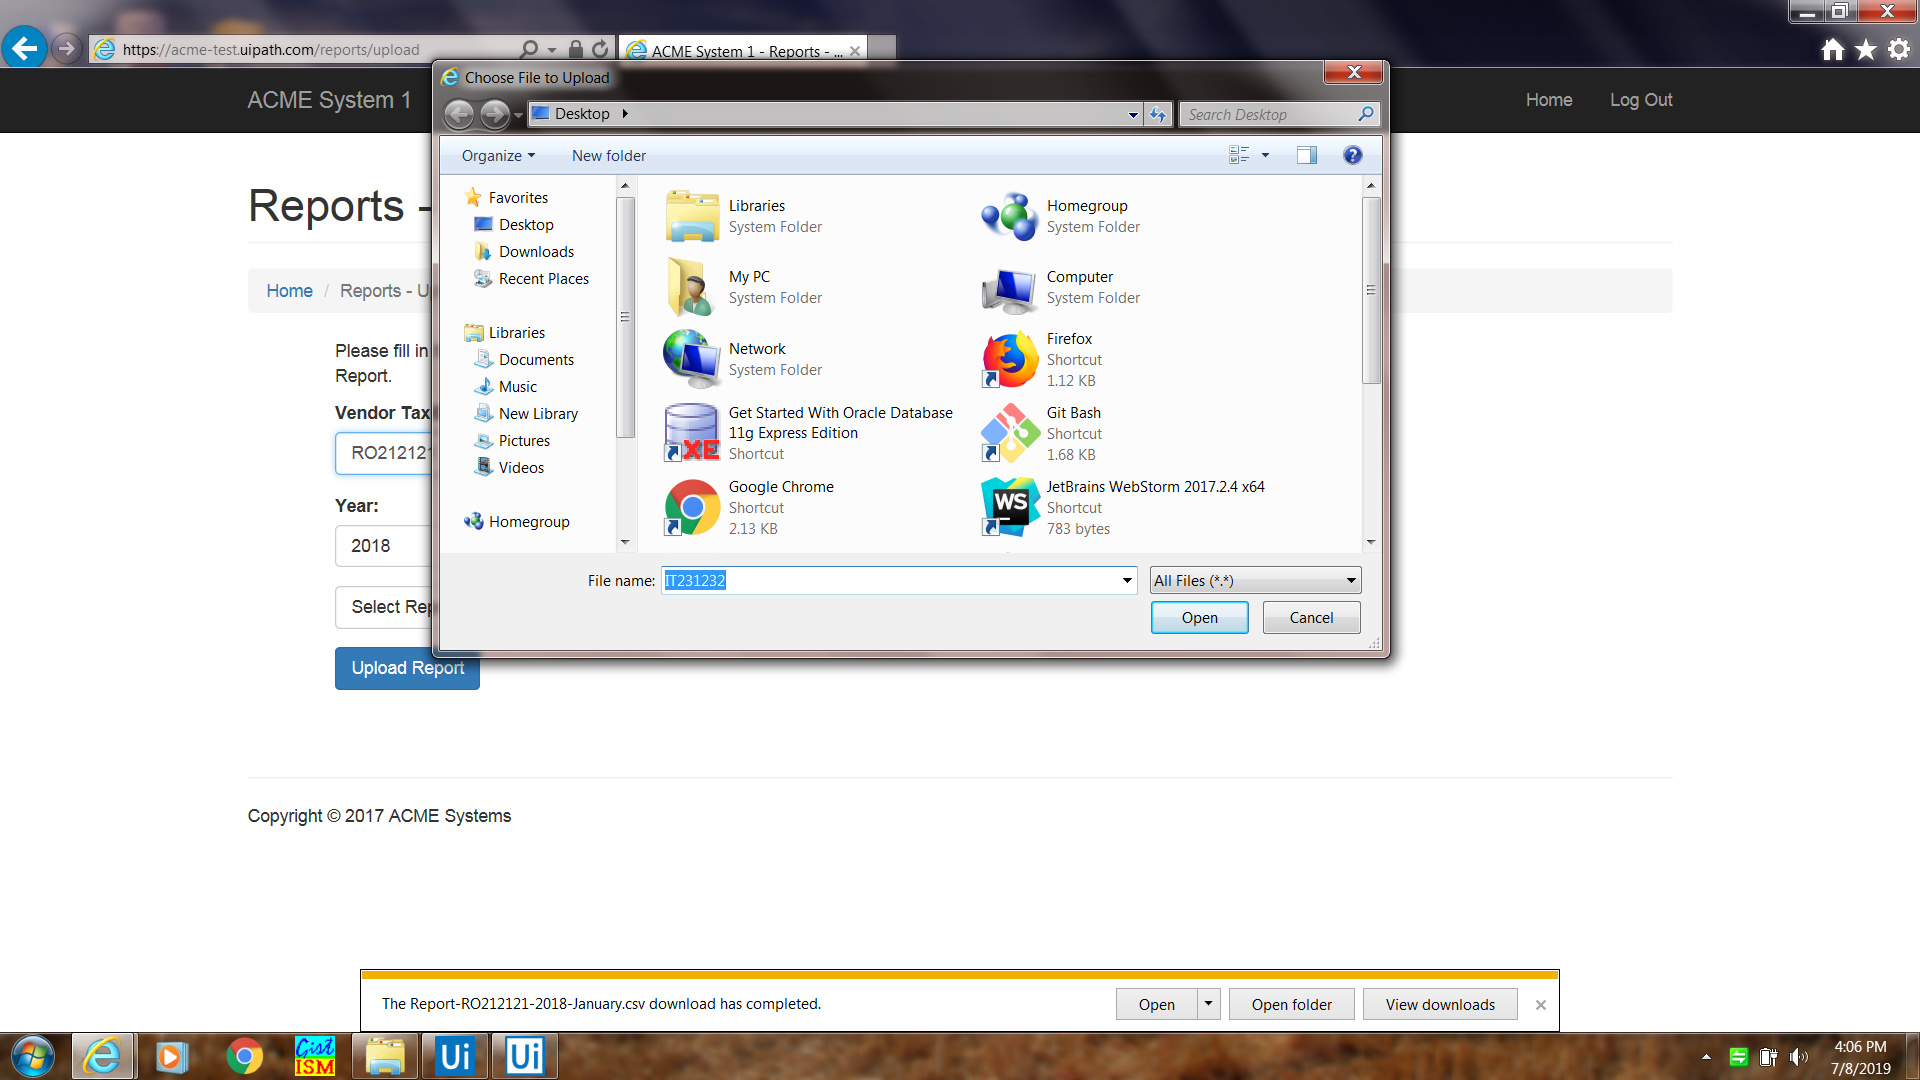 https://acme-test.uipath.com/reports/upload
ACME System 1 - Reports - ...
ACME System 1
Home
Log Out
Choose File to Upload
Desktop
Search Desktop
Organize
New folder
Favorites
Desktop
Downloads
Recent Places
Libraries
Documents
Music
New Library
Pictures
Videos
Homegroup
Libraries
System Folder
Homegroup
System Folder
My PC
System Folder
Computer
System Folder
Network
System Folder
Firefox
Shortcut
1.12 KB
Get Started With Oracle Database
11g Express Edition
Shortcut
XE
Git Bash
Shortcut
1.68 KB
Google Chrome
Shortcut
2.13 KB
JetBrains WebStorm 2017.2.4 x64
Shortcut
783 bytes
WS
File name:
IT231232
All Files (*.*)
Open
Cancel
Reports -
Home / Reports - U
Please fill in
Report.
Vendor Tax
RO212121
Year:
2018
Select Rep
Upload Report
Copyright © 2017 ACME Systems
The Report-RO212121-2018-January.csv download has completed.
Open
Open folder
View downloads
Gist
ISM
Ui
Ui
4:06 PM
7/8/2019